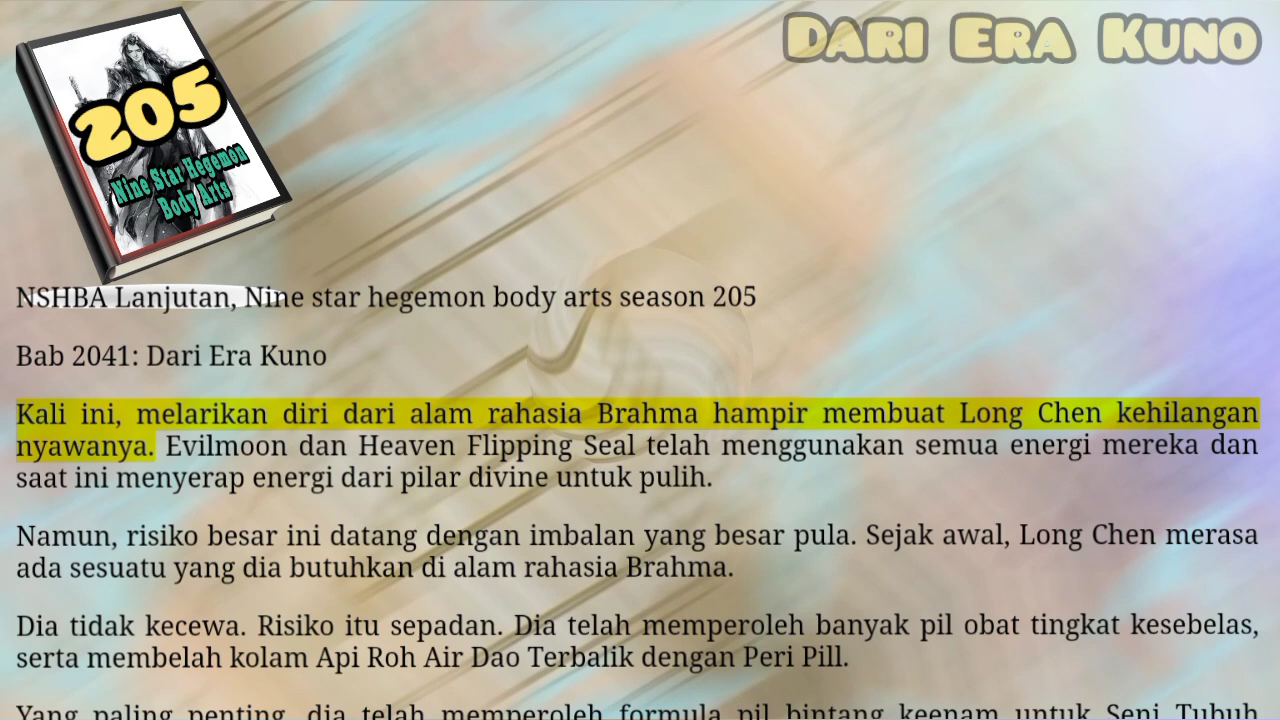 Dari Era Kuno
205
Nine Star Hegemon
Body Arts
NSHBA Lanjutan, Nine star hegemon body arts season 205
Bab 2041: Dari Era Kuno
Kali ini, melarikan diri dari alam rahasia Brahma hampir membuat Long Chen kehilangan
nyawanya. Evilmoon dan Heaven Flipping Seal telah menggunakan semua energi mereka dan
saat ini menyerap energi dari pilar divine untuk pulih.
Namun, risiko besar ini datang dengan imbalan yang besar pula. Sejak awal, Long Chen merasa
ada sesuatu yang dia butuhkan di alam rahasia Brahma.
Dia tidak kecewa. Risiko itu sepadan. Dia telah memperoleh banyak pil obat tingkat kesebelas,
serta membelah kolam Api Roh Air Dao Terbalik dengan Peri Pill.
Yang paling penting, dia telah memperoleh formula pil bintang keenam untuk Seni Tubuh